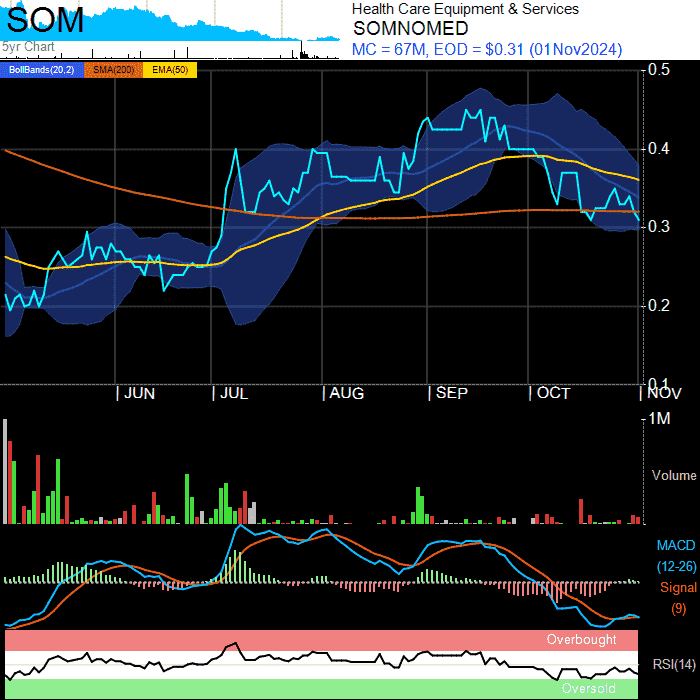 SOM
5yr Chart
Health Care Equipment & Services
SOMNOMED
MC = 67M, EOD = $0.31 (01Nov2024)
BollBands(20,2) SMA(200) EMA(50)
0.5
0.4
0.3
0.2
0.1
JUN JUL AUG SEP OCT NOV
1M
Volume
MACD
(12-26)
Signal
(9)
Overbought
RSI(14)
Oversold